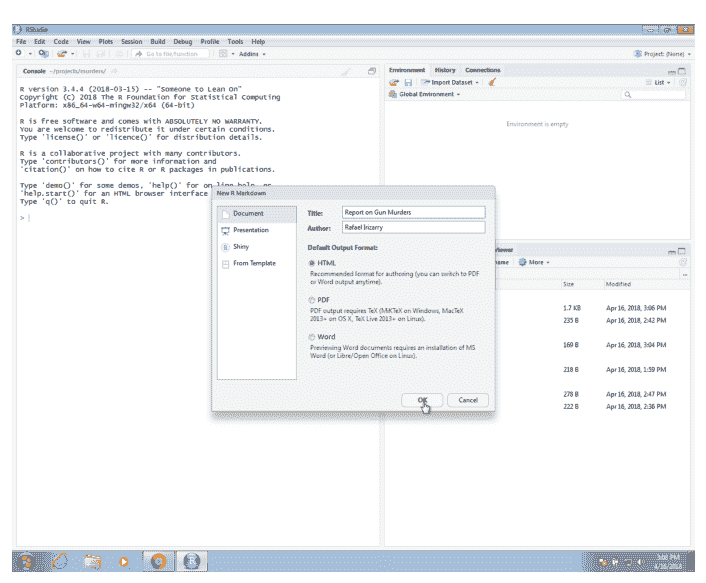 RStudio
File Edit Code View Plots Session Build Debug Profile Tools Help
Go to file/function Addins
Project: (None)
Console ~/projects/murders/
R version 3.4.4 (2018-03-15) -- "Someone to Lean On"
Copyright (C) 2018 The R Foundation for Statistical Computing
Platform: x86_64-w64-mingw32/x64 (64-bit)
R is free software and comes with ABSOLUTELY NO WARRANTY.
You are welcome to redistribute it under certain conditions.
Type 'license()' or 'licence()' for distribution details.
R is a collaborative project with many contributors.
Type 'contributors()' for more information and
'citation()' on how to cite R or R packages in publications.
Type 'demo()' for some demos, 'help()' for on-line help, or
'help.start()' for an HTML browser interface
Type 'q()' to quit R.
>
Environment History Connections
Import Dataset List
Global Environment
Environment is empty
New R Markdown
Document
Presentation
Shiny
From Template
Title: Report on Gun Murders
Author: Rafael Irizarry
Default Output Format:
HTML
Recommended format for authoring (you can switch to PDF
or Word output anytime).
PDF
PDF output requires TeX (MiKTeX on Windows, MacTeX
2013+ on OS X, TeX Live 2013+ on Linux).
Word
Previewing Word documents requires an installation of MS
Word (or Libre/Open Office on Linux).
OK Cancel
Viewer
More
Size Modified
1.7 KB Apr 16, 2018, 3:06 PM
235 B Apr 16, 2018, 2:42 PM
169 B Apr 16, 2018, 3:04 PM
218 B Apr 16, 2018, 1:59 PM
278 B Apr 16, 2018, 2:47 PM
222 B Apr 16, 2018, 2:36 PM
4/16/2018